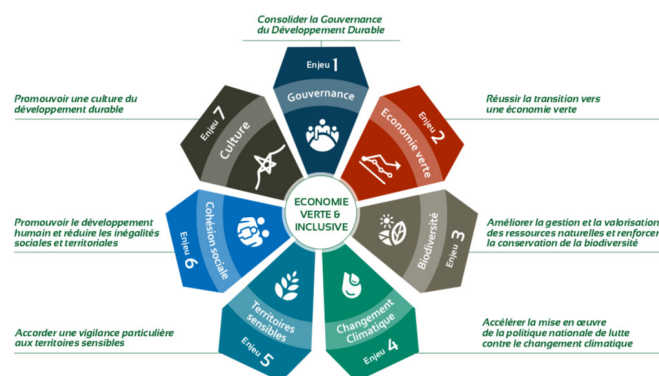 Consolider la Gouvernance
du Développement Durable
Enjeu 1
Gouvernance
Réussir la transition vers
une économie verte
Enjeu 2
Economie verte
Améliorer la gestion et la valorisation
des ressources naturelles et renforcer
la conservation de la biodiversité
Enjeu 3
Biodiversité
Accélérer la mise en œuvre
de la politique nationale de lutte
contre le changement climatique
Changement
Climatique
Enjeu 4
Accorder une vigilance particulière
aux territoires sensibles
Territoires
sensibles
Enjeu 5
Promouvoir le développement
humain et réduire les inégalités
sociales et territoriales
Cohésion sociale
Enjeu 6
Promouvoir une culture du
développement durable
Enjeu 7
Culture
ECONOMIE
VERTE &
INCLUSIVE